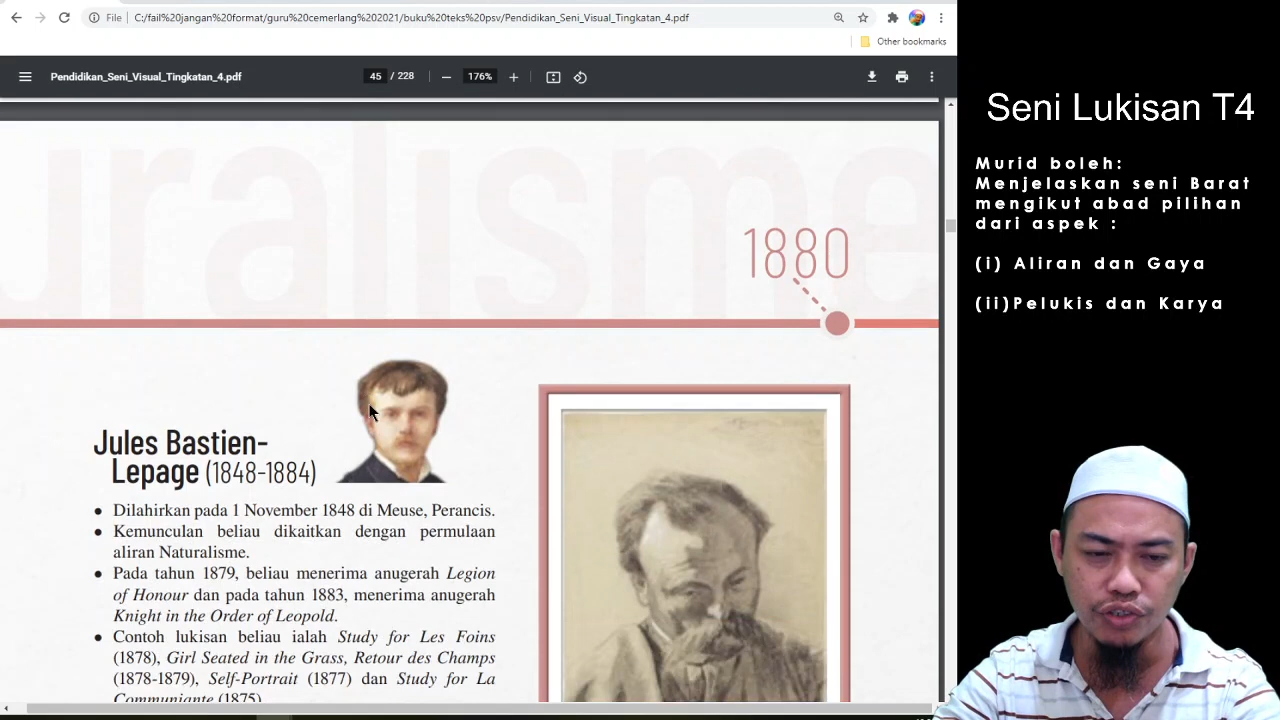 File
C:/fail%20jangan%20format/guru%20cemerlang%202021/buku%20teks%20psv/Pendidikan_Seni_Visual_Tingkatan_4.pdf
Other bookmarks
Pendidikan_Seni_Visual_Tingkatan_4.pdf
45 / 228
176%
uralisme
1880
Jules Bastien-
Lepage (1848-1884)
• Dilahirkan pada 1 November 1848 di Meuse, Perancis.
• Kemunculan beliau dikaitkan dengan permulaan
aliran Naturalisme.
• Pada tahun 1879, beliau menerima anugerah Legion
of Honour dan pada tahun 1883, menerima anugerah
Knight in the Order of Leopold.
• Contoh lukisan beliau ialah Study for Les Foins
(1878), Girl Seated in the Grass, Retour des Champs
(1878-1879), Self-Portrait (1877) dan Study for La
Communiante (1875)
Seni Lukisan T4
Murid boleh:
Menjelaskan seni Barat
mengikut abad pilihan
dari aspek :
(i) Aliran dan Gaya
(ii)Pelukis dan Karya